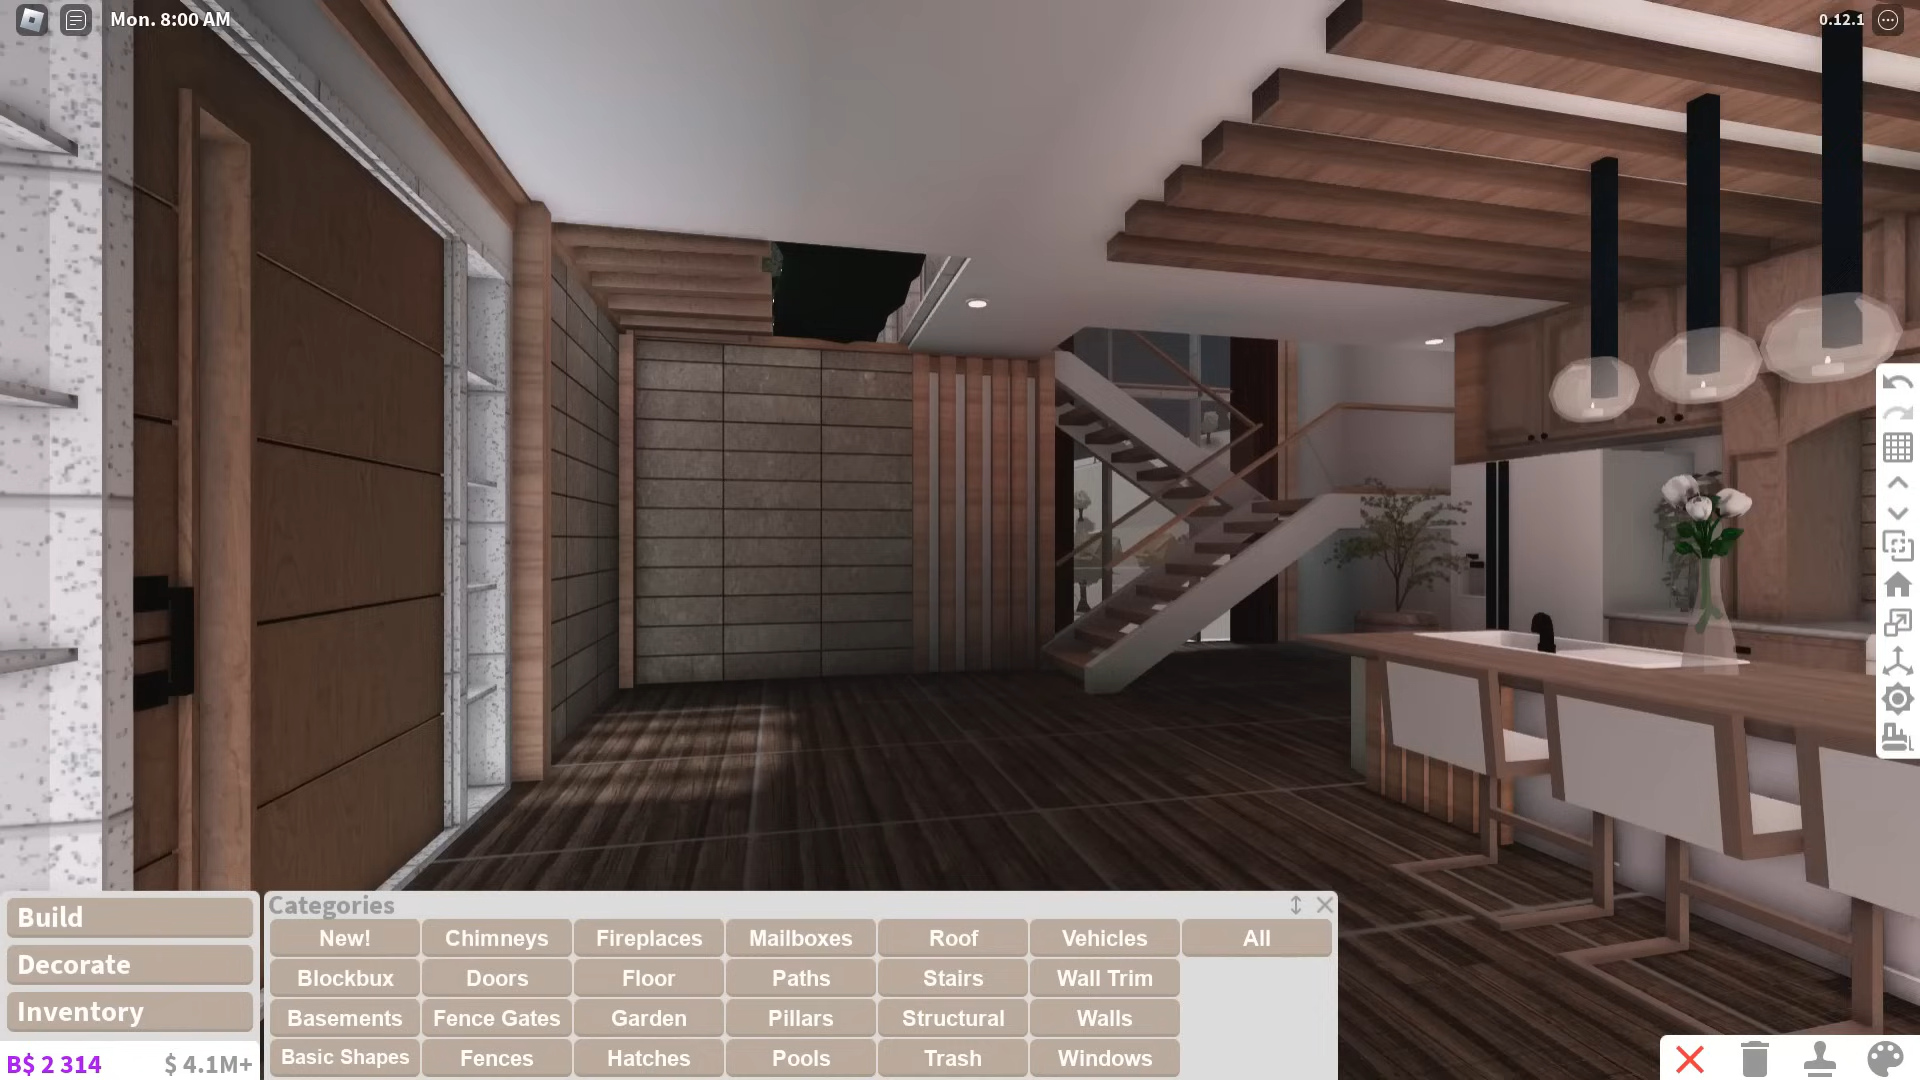 Mon. 8:00 AM
0.12.1
Build
Decorate
Inventory
B$ 2 314
$ 4.1M+
Categories
New! Chimneys Fireplaces Mailboxes Roof Vehicles All
Blockbux Doors Floor Paths Stairs Wall Trim
Basements Fence Gates Garden Pillars Structural Walls
Basic Shapes Fences Hatches Pools Trash Windows